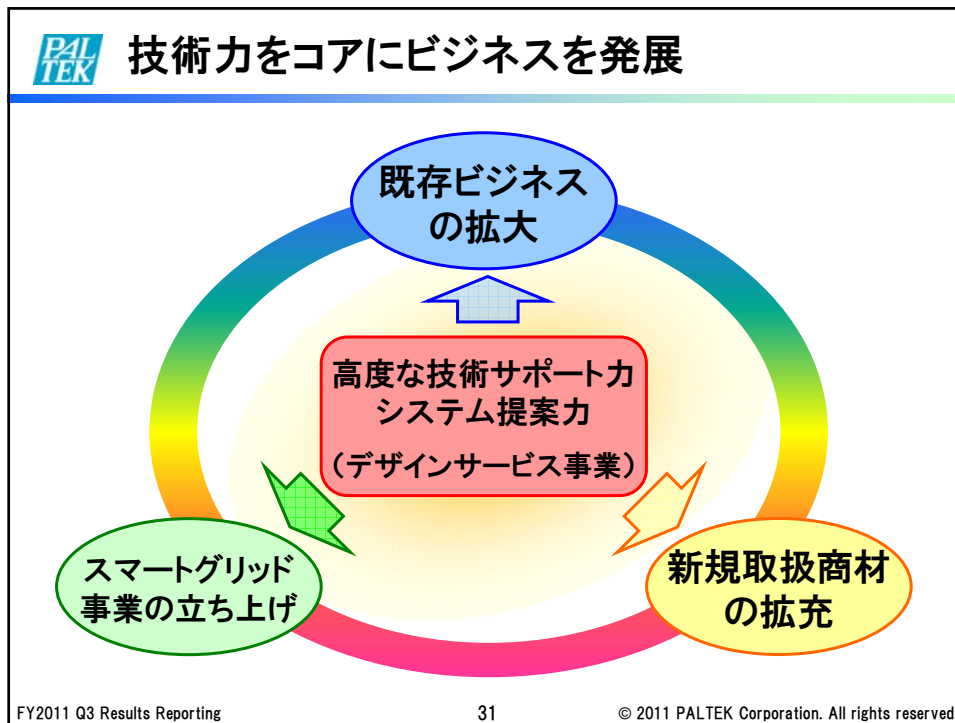 PAL
TEK
技術力をコアにビジネスを発展
既存ビジネス
の拡大
高度な技術サポート力
システム提案力
（デザインサービス事業）
スマートグリッド
事業の立ち上げ
新規取扱商材
の拡充
FY2011 Q3 Results Reporting
31
© 2011 PALTEK Corporation. All rights reserved